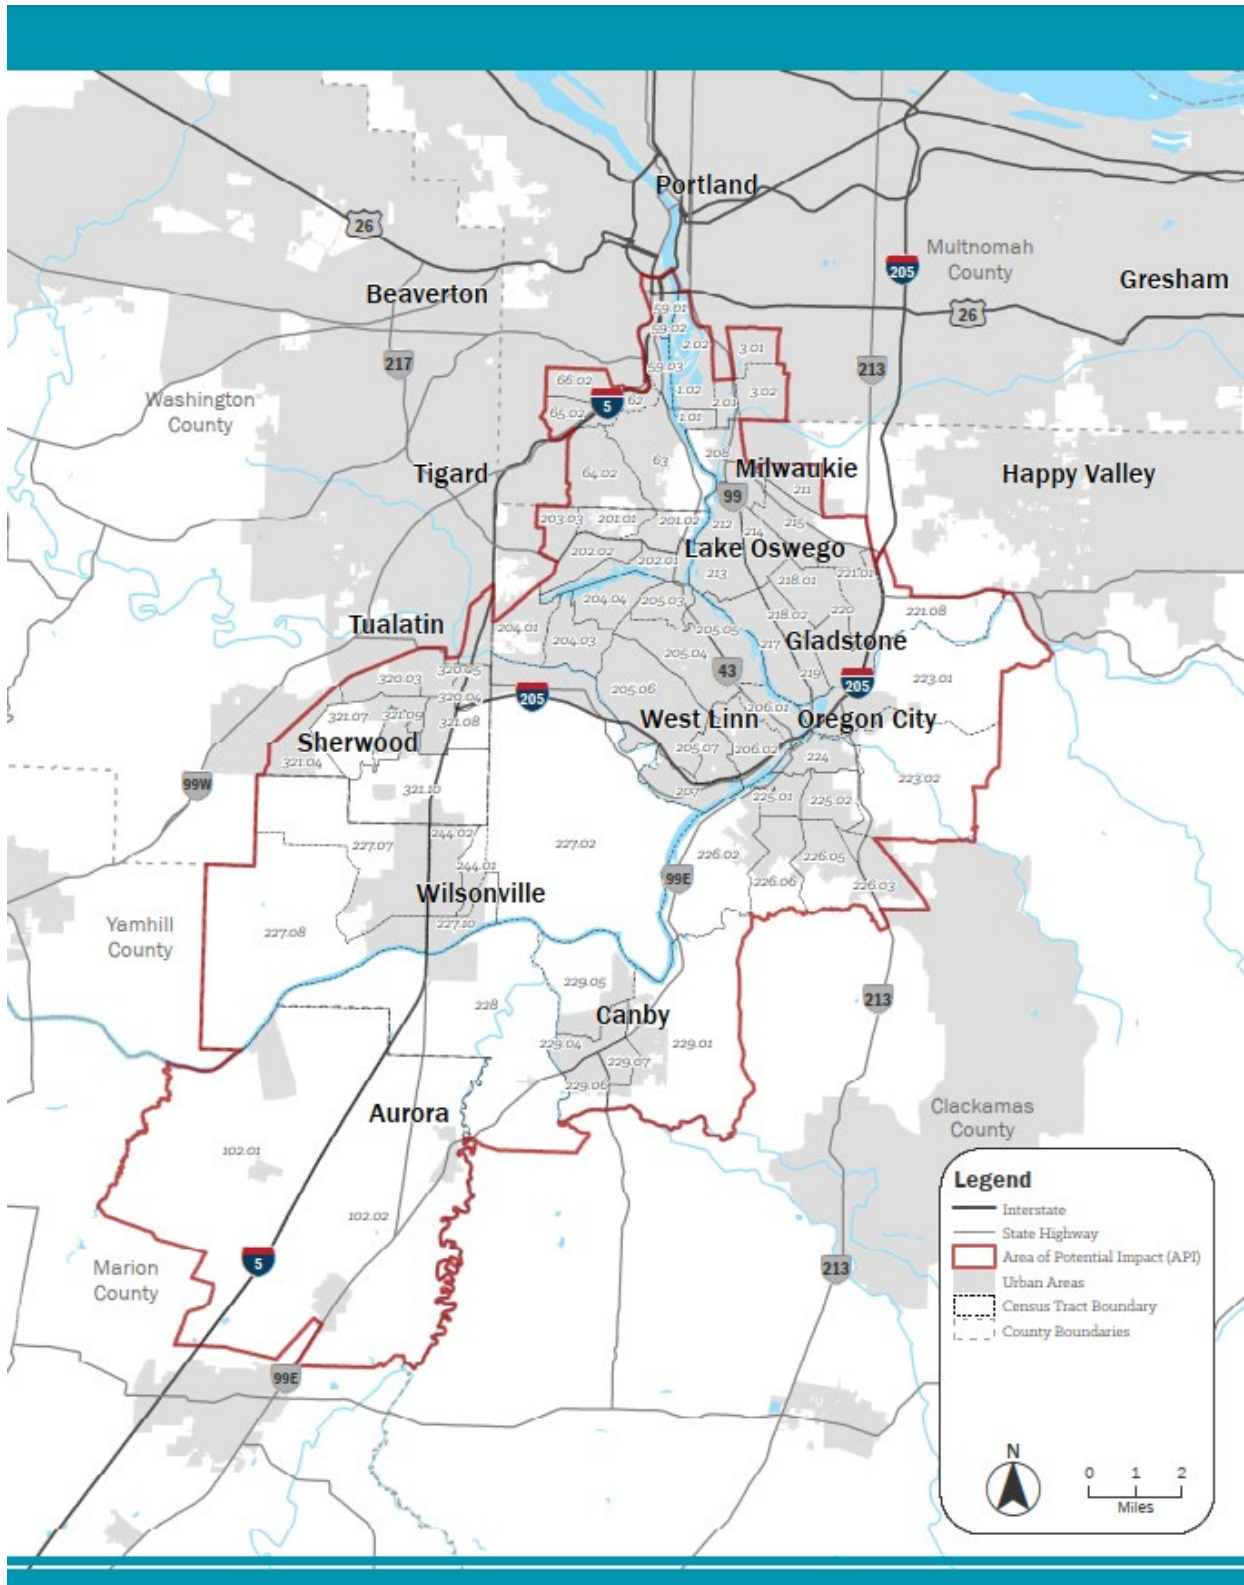 Portland
26
Multnomah
County
205
Gresham
Beaverton
26
59.01
59.02
2.02
3.01
217
59.03
213
66.02
5
62
1.02
2.01
3.02
Washington
County
65.02
1.01
208
63
Tigard
64.02
Milwaukie
Happy Valley
99
211
203.03
201.01
201.02
212
214
215
202.02
202.01
Lake Oswego
213
218.01
221.01
204.04
205.03
221.08
Tualatin
204.01
204.03
205.05
218.02
220
217
Gladstone
205.04
320.03
320.05
43
219
205
223.01
320.04
205
205.06
206.01
321.07
321.09
321.08
West Linn
Oregon City
Sherwood
205.07
206.02
224
321.04
99W
321.10
207
225.01
225.02
223.02
244.02
227.07
227.02
226.02
226.05
244.01
99E
226.06
226.03
Wilsonville
Yamhill
County
227.08
227.10
229.05
228
213
Canby
229.04
229.01
229.07
229.06
Aurora
Clackamas
County
102.01
102.02
5
Marion
County
213
99E
Legend
Interstate
State Highway
Area of Potential Impact (API)
Urban Areas
Census Tract Boundary
County Boundaries
N
0 1 2
Miles